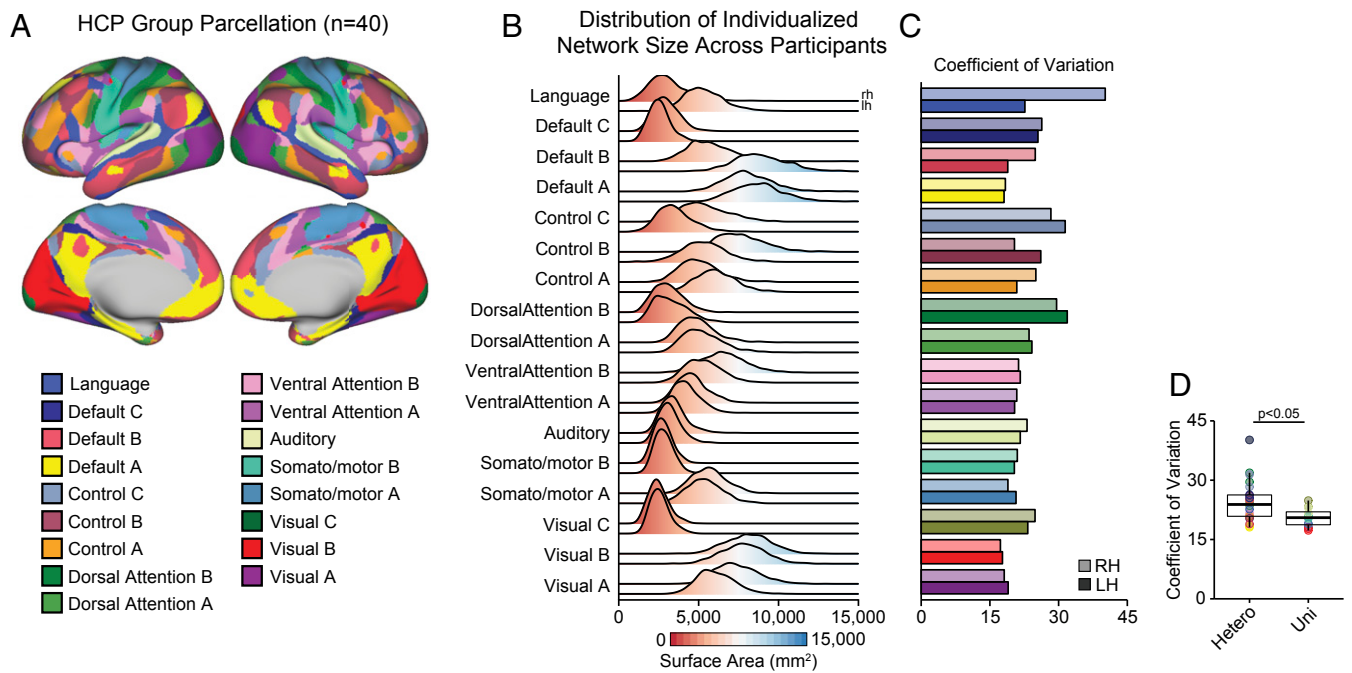 A
HCP Group Parcellation (n=40)
Language
Default C
Default B
Default A
Control C
Control B
Control A
Dorsal Attention B
Dorsal Attention A
Ventral Attention B
Ventral Attention A
Auditory
Somato/motor B
Somato/motor A
Visual C
Visual B
Visual A
B
Distribution of Individualized
Network Size Across Participants
Language
Default C
Default B
Default A
Control C
Control B
Control A
DorsalAttention B
DorsalAttention A
VentralAttention B
VentralAttention A
Auditory
Somato/motor B
Somato/motor A
Visual C
Visual B
Visual A
rh
lh
0 5,000 10,000 15,000
0 15,000
Surface Area (mm²)
C
Coefficient of Variation
RH
LH
0 15 30 45
D
p<0.05
45
30
15
0
Coefficient of Variation
Hetero
Uni